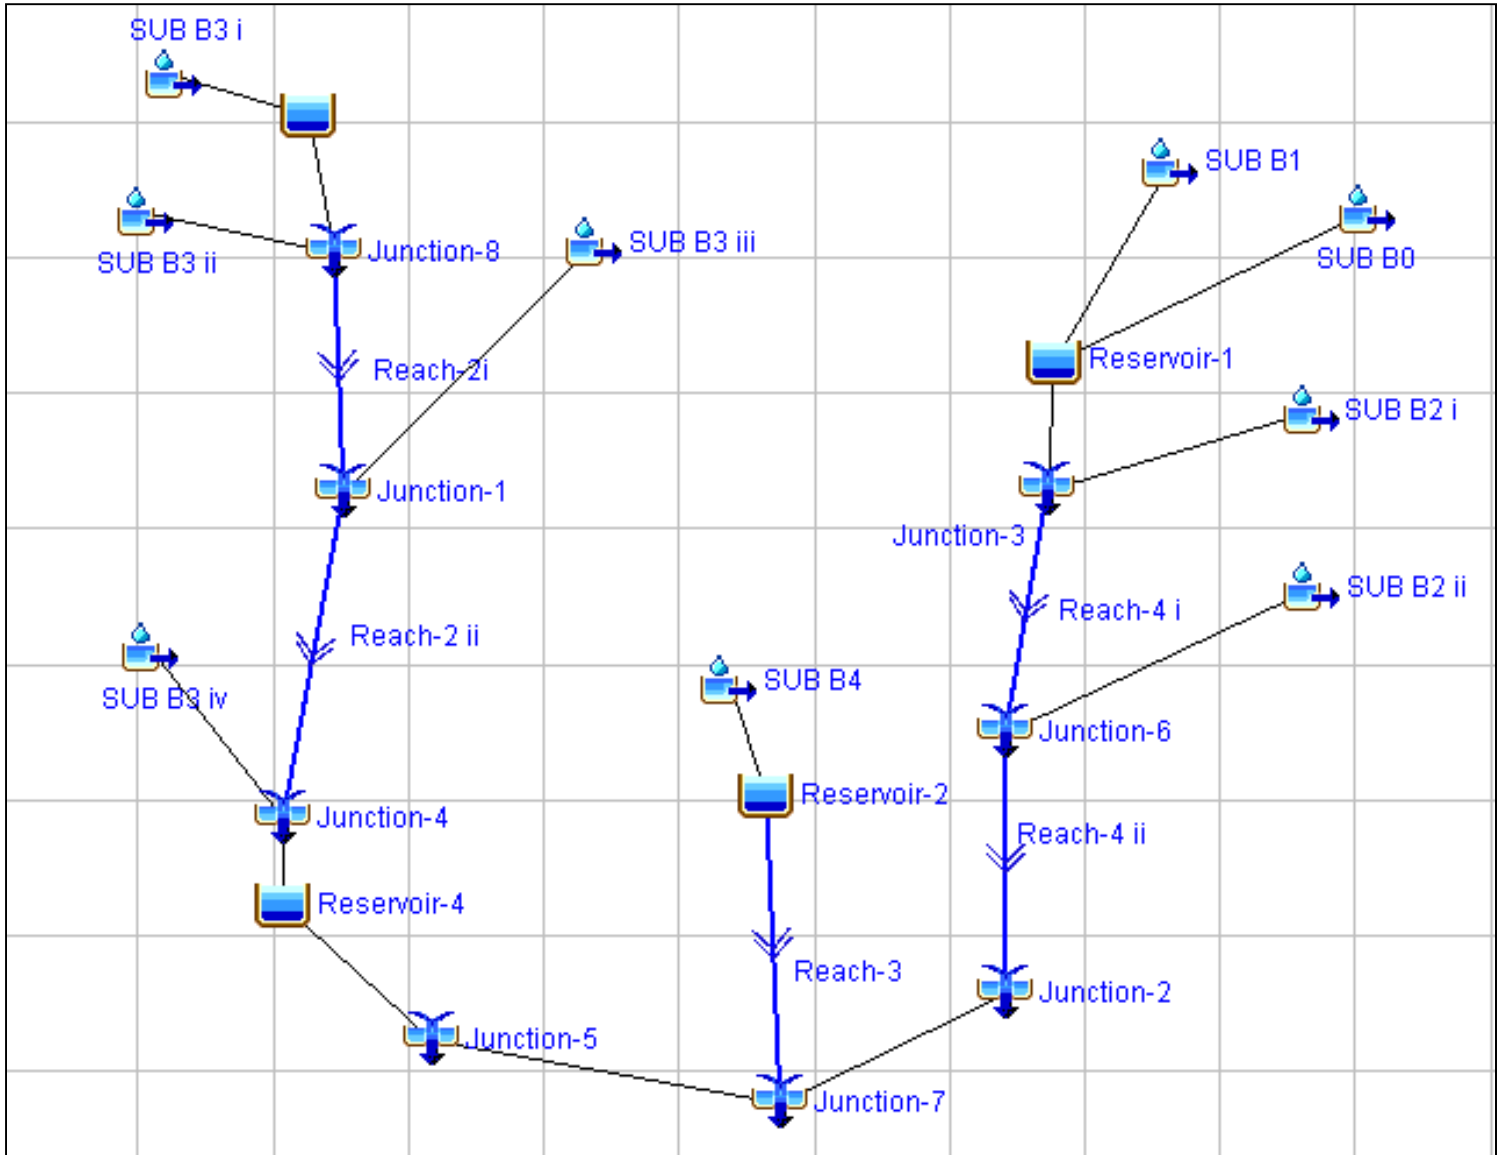 SUB B3 i
SUB B1
SUB B0
SUB B3 iii
Junction-8
SUB B3 ii
Reservoir-1
Reach-2i
SUB B2 i
Junction-1
Junction-3
SUB B2 ii
Reach-4 i
Reach-2 ii
SUB B4
SUB B3 iv
Junction-6
Reservoir-2
Junction-4
Reach-4 ii
Reservoir-4
Reach-3
Junction-2
Junction-5
Junction-7